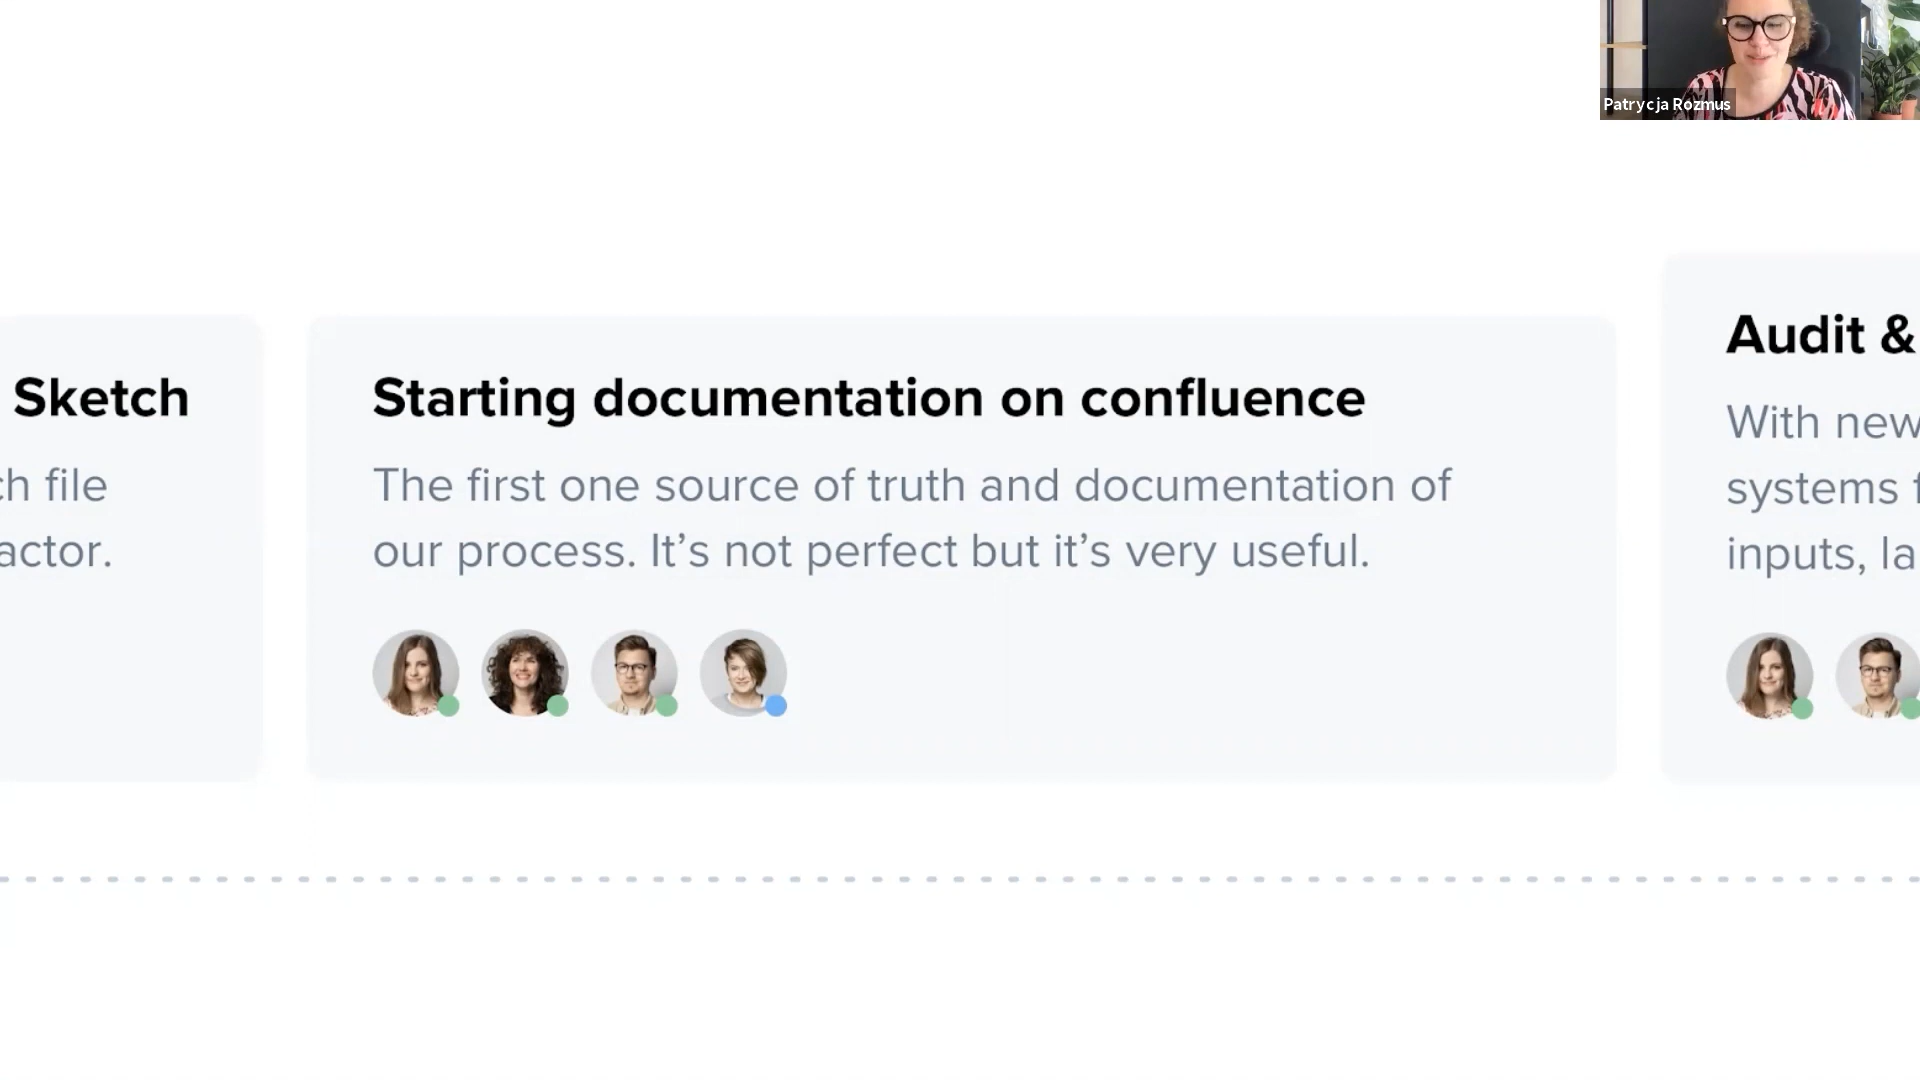 Patrycja Rozmus
Sketch
ch file
actor.
Starting documentation on confluence
The first one source of truth and documentation of
our process. It’s not perfect but it’s very useful.
Audit &
With new
systems f
inputs, la